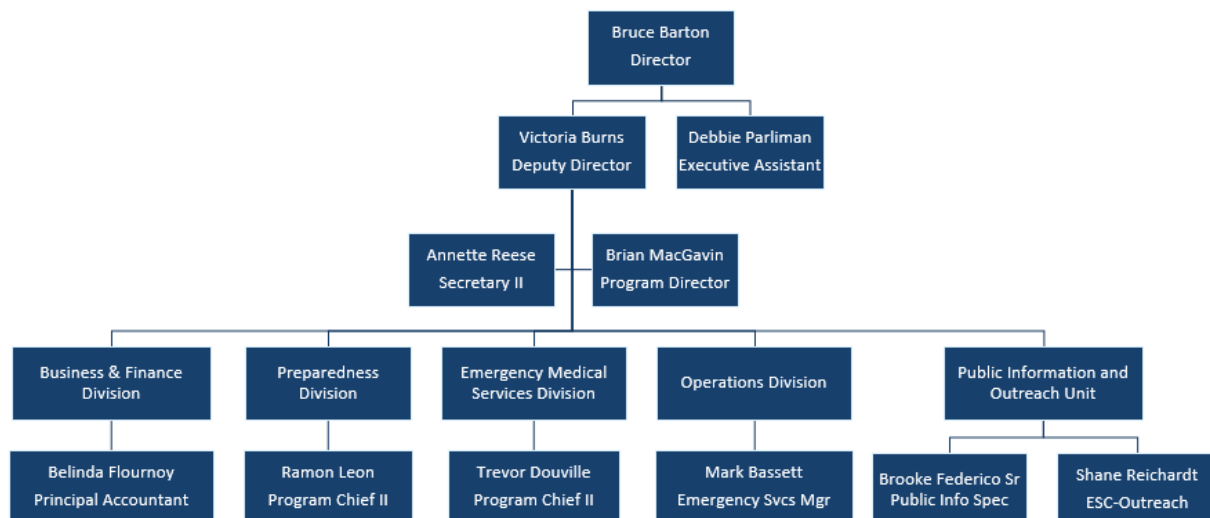 Bruce Barton
Director
Victoria Burns
Deputy Director
Debbie Parliman
Executive Assistant
Annette Reese
Secretary II
Brian MacGavin
Program Director
Business & Finance
Division
Preparedness
Division
Emergency Medical
Services Division
Operations Division
Public Information and
Outreach Unit
Belinda Flournoy
Principal Accountant
Ramon Leon
Program Chief II
Trevor Douville
Program Chief II
Mark Bassett
Emergency Svcs Mgr
Brooke Federico Sr
Public Info Spec
Shane Reichardt
ESC-Outreach